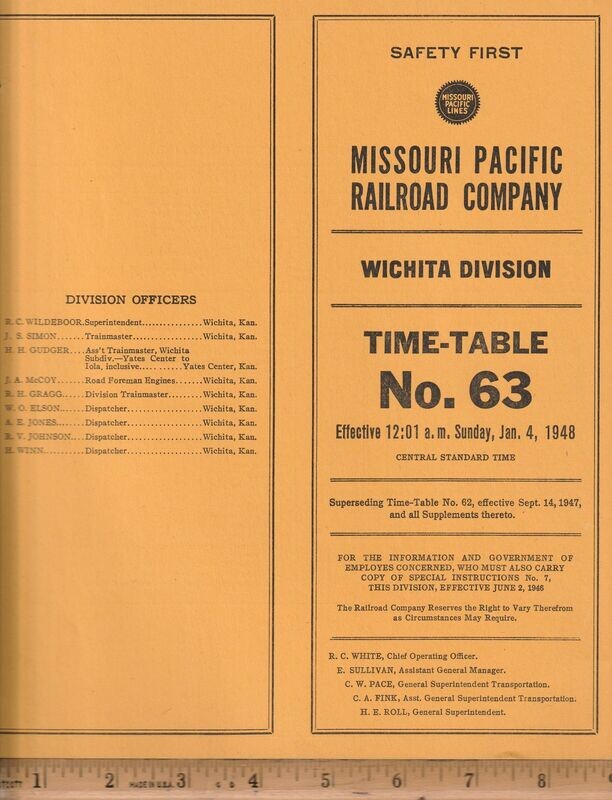 DIVISION OFFICERS
R. C. WILDEBOOR. Superintendent...............Wichita, Kan.
J. S. SIMON.......Trainmaster..................Wichita, Kan.
H. H. GUDGER....Ass't Trainmaster, Wichita
Subdiv.—Yates Center to
Iola, inclusive.............Yates Center, Kan.
J. A. McCOY......Road Foreman Engines.......Wichita, Kan.
R. H. GRAGG.....Division Trainmaster.........Wichita, Kan.
W. O. ELSON.....Dispatcher...................Wichita, Kan.
A. E. JONES......Dispatcher...................Wichita, Kan.
R. V. JOHNSON...Dispatcher...................Wichita, Kan.
H. WINN.........Dispatcher...................Wichita, Kan.
SAFETY FIRST
MISSOURI
PACIFIC
LINES
MISSOURI PACIFIC
RAILROAD COMPANY
WICHITA DIVISION
TIME-TABLE
No. 63
Effective 12:01 a. m. Sunday, Jan. 4, 1948
CENTRAL STANDARD TIME
Superseding Time-Table No. 62, effective Sept. 14, 1947,
and all Supplements thereto.
FOR THE INFORMATION AND GOVERNMENT OF
EMPLOYES CONCERNED, WHO MUST ALSO CARRY
COPY OF SPECIAL INSTRUCTIONS No. 7,
THIS DIVISION, EFFECTIVE JUNE 2, 1946
The Railroad Company Reserves the Right to Vary Therefrom
as Circumstances May Require.
R. C. WHITE, Chief Operating Officer.
E. SULLIVAN, Assistant General Manager.
C. W. PACE, General Superintendent Transportation.
C. A. FINK, Asst. General Superintendent Transportation.
H. E. ROLL, General Superintendent.
1 2 MADE IN U.S.A. 3 4 5 6 7 8